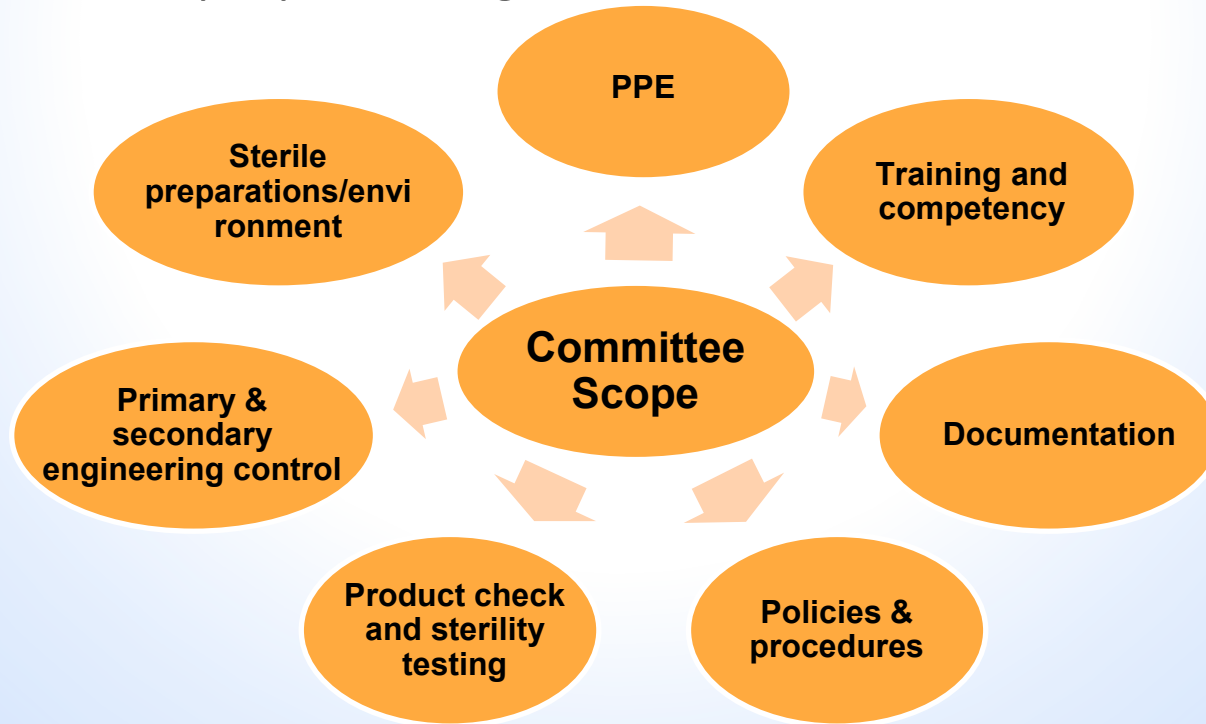 PPE
Sterile
preparations/envi
ronment
Training and
competency
Committee
Scope
Primary &
secondary
engineering control
Documentation
Product check
and sterility
testing
Policies &
procedures